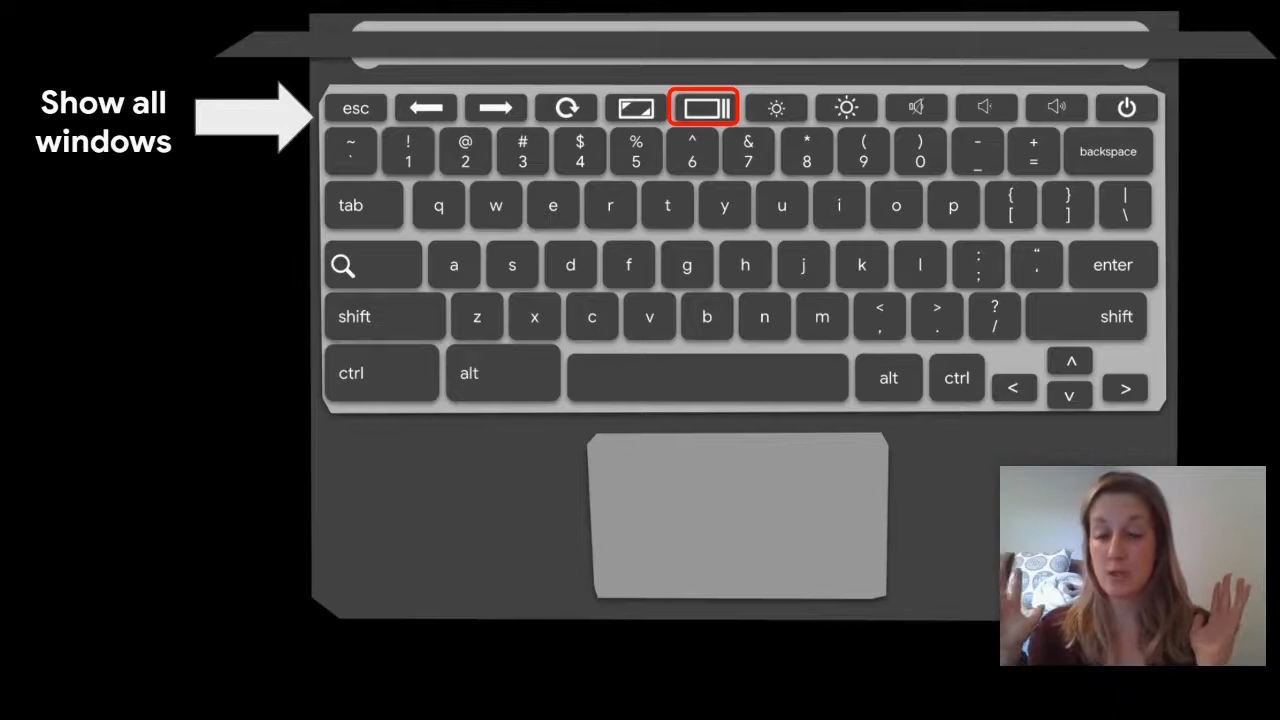 Show all
windows
esc
~ ! @ # $ % ^ & * ( ) - +
` 1 2 3 4 5 6 7 8 9 0 _ = backspace
tab q w e r t y u i o p { } |
[ ] \
a s d f g h j k l : “ enter
; '
shift z x c v b n m < > ? shift
, . /
ctrl alt alt ctrl < ^ v >